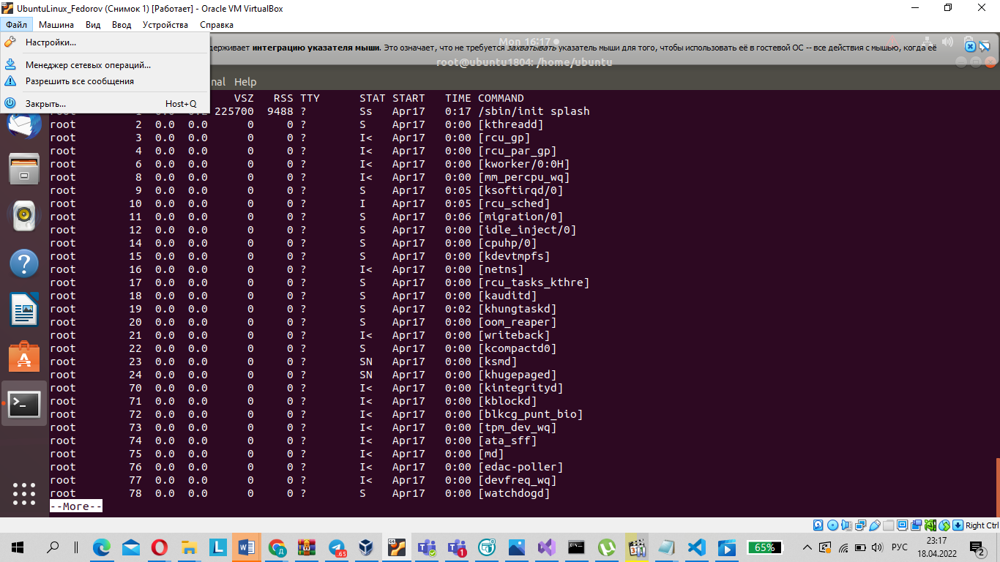 UbuntuLinux_Fedorov (Снимок 1) [Работает] - Oracle VM VirtualBox
Файл Машина Вид Ввод Устройства Справка
Настройки...
Менеджер сетевых операций...
Разрешить все сообщения
Закрыть... Host+Q
Mon 16:17
держивает интеграцию указателя мыши. Это означает, что не требуется захватывать указатель мыши для того, чтобы использовать её в гостевой ОС -- все действия с мышью, когда её
root@ubuntu1804: /home/ubuntu
nal Help
VSZ RSS TTY STAT START TIME COMMAND
225700 9488 ? Ss Apr17 0:17 /sbin/init splash
root 2 0.0 0.0 0 0 ? S Apr17 0:00 [kthreadd]
root 3 0.0 0.0 0 0 ? I< Apr17 0:00 [rcu_gp]
root 4 0.0 0.0 0 0 ? I< Apr17 0:00 [rcu_par_gp]
root 6 0.0 0.0 0 0 ? I< Apr17 0:00 [kworker/0:0H]
root 8 0.0 0.0 0 0 ? I< Apr17 0:00 [mm_percpu_wq]
root 9 0.0 0.0 0 0 ? S Apr17 0:05 [ksoftirqd/0]
root 10 0.0 0.0 0 0 ? I Apr17 0:05 [rcu_sched]
root 11 0.0 0.0 0 0 ? S Apr17 0:06 [migration/0]
root 12 0.0 0.0 0 0 ? S Apr17 0:00 [idle_inject/0]
root 14 0.0 0.0 0 0 ? S Apr17 0:00 [cpuhp/0]
root 15 0.0 0.0 0 0 ? S Apr17 0:00 [kdevtmpfs]
root 16 0.0 0.0 0 0 ? I< Apr17 0:00 [netns]
root 17 0.0 0.0 0 0 ? S Apr17 0:00 [rcu_tasks_kthre]
root 18 0.0 0.0 0 0 ? S Apr17 0:00 [kauditd]
root 19 0.0 0.0 0 0 ? S Apr17 0:02 [khungtaskd]
root 20 0.0 0.0 0 0 ? S Apr17 0:00 [oom_reaper]
root 21 0.0 0.0 0 0 ? I< Apr17 0:00 [writeback]
root 22 0.0 0.0 0 0 ? S Apr17 0:00 [kcompactd0]
root 23 0.0 0.0 0 0 ? SN Apr17 0:00 [ksmd]
root 24 0.0 0.0 0 0 ? SN Apr17 0:00 [khugepaged]
root 70 0.0 0.0 0 0 ? I< Apr17 0:00 [kintegrityd]
root 71 0.0 0.0 0 0 ? I< Apr17 0:00 [kblockd]
root 72 0.0 0.0 0 0 ? I< Apr17 0:00 [blkcg_punt_bio]
root 73 0.0 0.0 0 0 ? I< Apr17 0:00 [tpm_dev_wq]
root 74 0.0 0.0 0 0 ? I< Apr17 0:00 [ata_sff]
root 75 0.0 0.0 0 0 ? I< Apr17 0:00 [md]
root 76 0.0 0.0 0 0 ? I< Apr17 0:00 [edac-poller]
root 77 0.0 0.0 0 0 ? I< Apr17 0:00 [devfreq_wq]
root 78 0.0 0.0 0 0 ? S Apr17 0:00 [watchdogd]
--More--
Right Ctrl
65% РУС 23:17
18.04.2022